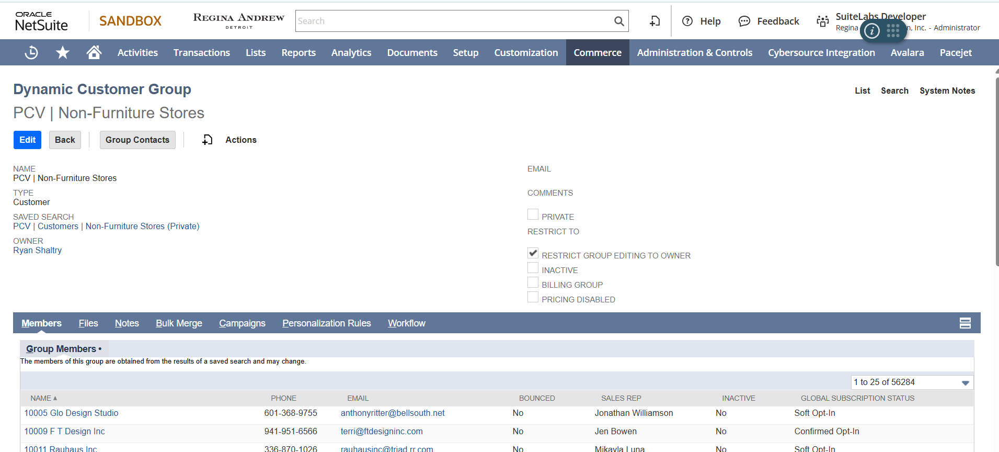 ORACLE
NetSuite
SANDBOX
REGINA ANDREW
DETROIT
Search
Help
Feedback
SuiteLabs Developer
Regina
n, Inc. - Administrator
Activities Transactions Lists Reports Analytics Documents Setup Customization Commerce Administration & Controls Cybersource Integration Avalara Pacejet
Dynamic Customer Group
List Search System Notes
PCV | Non-Furniture Stores
Edit Back Group Contacts Actions
NAME
PCV | Non-Furniture Stores
TYPE
Customer
SAVED SEARCH
PCV | Customers | Non-Furniture Stores (Private)
OWNER
Ryan Shaltry
EMAIL
COMMENTS
PRIVATE
RESTRICT TO
RESTRICT GROUP EDITING TO OWNER
INACTIVE
BILLING GROUP
PRICING DISABLED
Members Files Notes Bulk Merge Campaigns Personalization Rules Workflow
Group Members •
The members of this group are obtained from the results of a saved search and may change.
1 to 25 of 56284
NAME PHONE EMAIL BOUNCED SALES REP INACTIVE GLOBAL SUBSCRIPTION STATUS
10005 Glo Design Studio 601-368-9755 anthonyritter@bellsouth.net No Jonathan Williamson No Soft Opt-In
10009 F T Design Inc 941-951-6566 terri@ftdesigninc.com No Jen Bowen No Confirmed Opt-In
10011 Rauhaus Inc 336-870-1026 rauhausinc@triad.rr.com No Mikayla Luna No Soft Opt-In